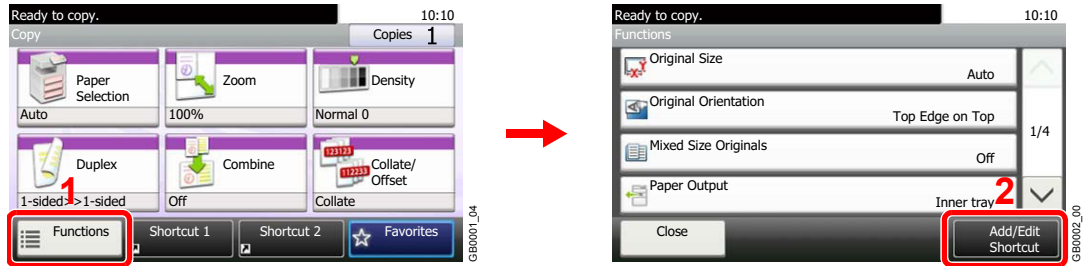 Ready to copy.
10:10
Copy
Copies 1
Paper
Selection
Auto
Zoom
100%
Density
Normal 0
Duplex
1-sided>>1-sided
Combine
Off
123123
112233
Collate/
Offset
Collate
1
Functions
Shortcut 1
Shortcut 2
Favorites
GB0001_04
Ready to copy.
10:10
Functions
Original Size
Auto
Original Orientation
Top Edge on Top
Mixed Size Originals
Off
Paper Output
Inner tray
1/4
2
Close
Add/Edit
Shortcut
GB0002_00